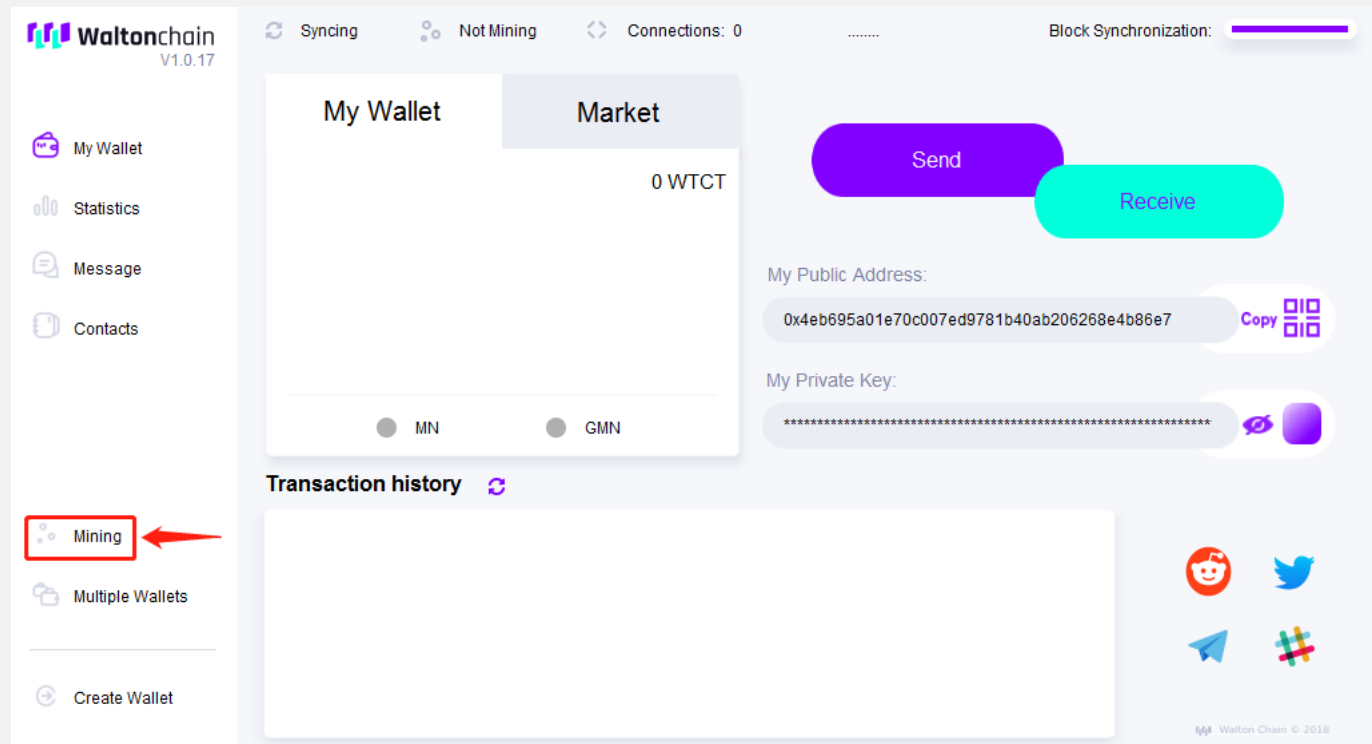 Waltonchain
V1.0.17
Syncing
Not Mining
Connections: 0
........
Block Synchronization:
My Wallet
Statistics
Message
Contacts
Mining
Multiple Wallets
Create Wallet
My Wallet
Market
0 WTCT
MN
GMN
Send
Receive
My Public Address:
0x4eb695a01e70c007ed9781b40ab206268e4b86e7
Copy
My Private Key:
****************************************************************
Transaction history
Walton Chain © 2018